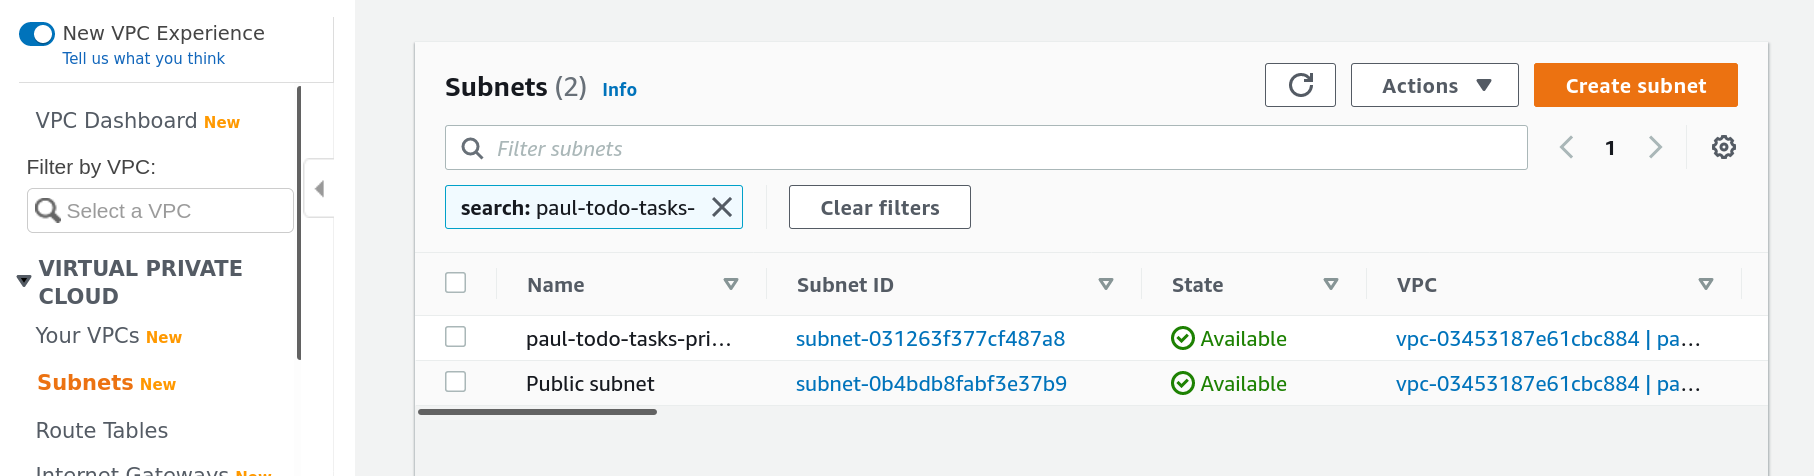 New VPC Experience
Tell us what you think
VPC Dashboard New
Filter by VPC:
Select a VPC
VIRTUAL PRIVATE
CLOUD
Your VPCs New
Subnets New
Route Tables
Internet Gateways New
Subnets (2) Info
Actions
Create subnet
Filter subnets
1
search: paul-todo-tasks-
Clear filters
Name Subnet ID State VPC
paul-todo-tasks-pri... subnet-031263f377cf487a8 Available vpc-03453187e61cbc884 | pa...
Public subnet subnet-0b4bdb8fabf3e37b9 Available vpc-03453187e61cbc884 | pa...